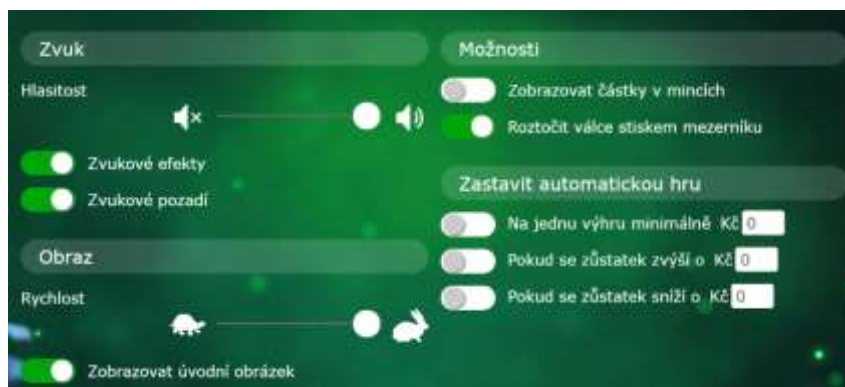 Zvuk
Hlasitost
Zvukové efekty
Zvukové pozadí
Obraz
Rychlost
Zobrazovat úvodní obrázek
Možnosti
Zobrazovat částky v mincích
Roztočit válce stiskem mezerníku
Zastavit automatickou hru
Na jednu výhru minimálně Kč 0
Pokud se zůstatek zvýší o Kč 0
Pokud se zůstatek sníží o Kč 0